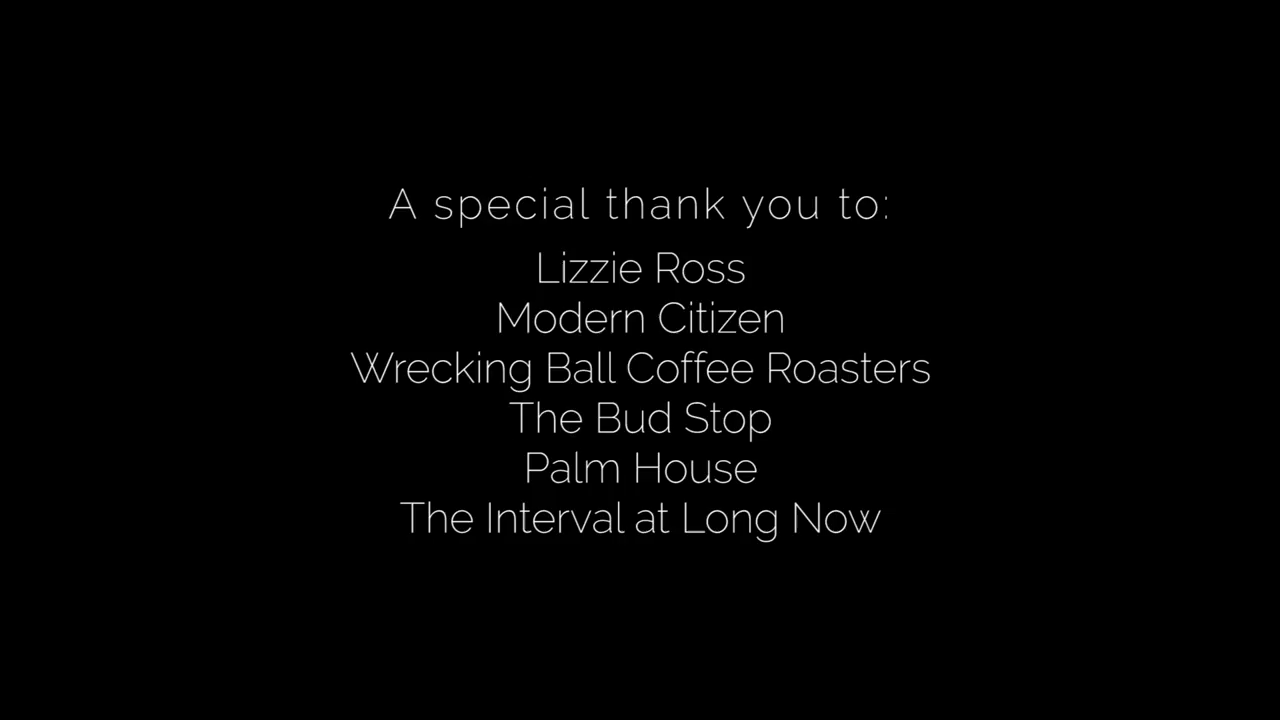 A special thank you to:
Lizzie Ross
Modern Citizen
Wrecking Ball Coffee Roasters
The Bud Stop
Palm House
The Interval at Long Now